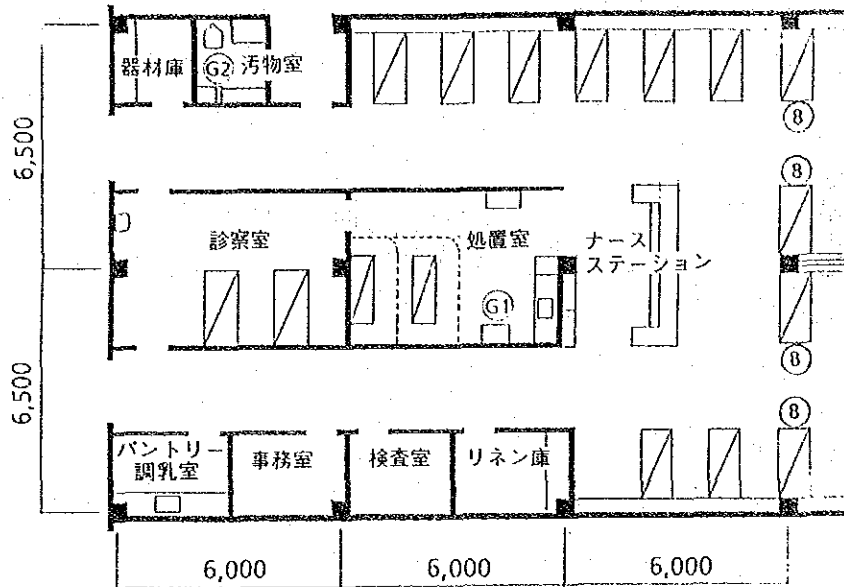 器材庫
G2
汚物室
8
6,500
8
診察室
処置室
ナース
ステーション
G1
6,500
8
8
パントリー
調乳室
事務室
検査室
リネン庫
6,000
6,000
6,000